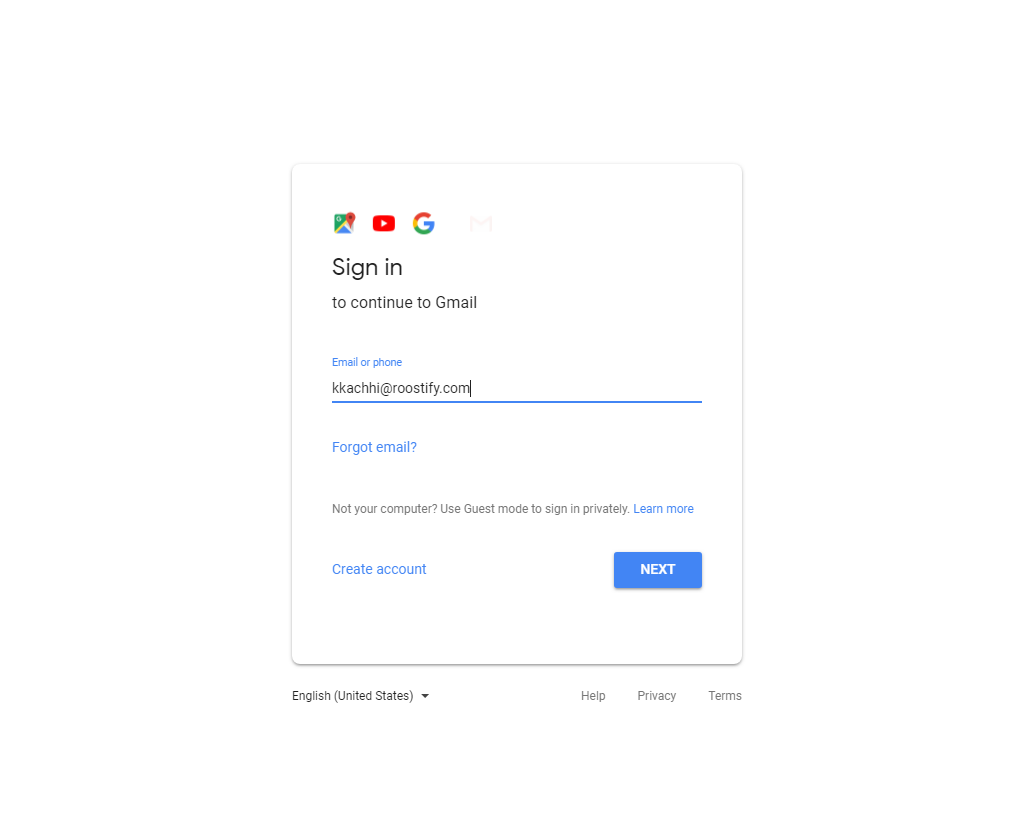 Sign in
to continue to Gmail
Email or phone
kkachhi@roostify.com
Forgot email?
Not your computer? Use Guest mode to sign in privately. Learn more
Create account
NEXT
English (United States)
Help
Privacy
Terms